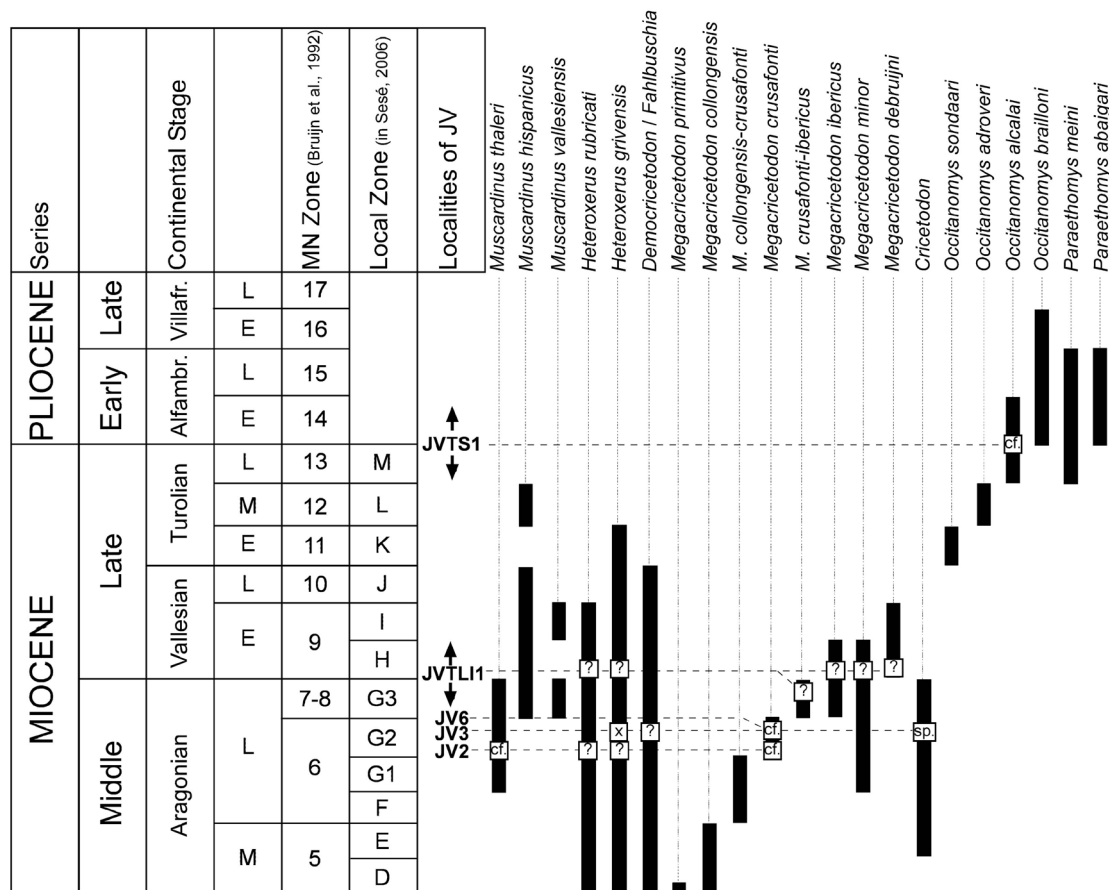 Series
Continental Stage
MN Zone (Bruijn et al., 1992)
Local Zone (in Sesé, 2006)
Localities of JV
Muscardinus thaleri
Muscardinus hispanicus
Muscardinus vallesiensis
Heteroxerus rubricati
Heteroxerus grivensis
Democricetodon / Fahlbuschia
Megacricetodon primitivus
Megacricetodon collongensis
M. collongensis-crusafonti
Megacricetodon crusafonti
M. crusafonti-ibericus
Megacricetodon ibericus
Megacricetodon minor
Megacricetodon debruijni
Cricetodon
Occitanomys sondaari
Occitanomys adroveri
Occitanomys alcalai
Occitanomys brailloni
Paraethomys meini
Paraethomys abaigari
PLIOCENE
Late
Villafr.
L
17
E
16
Early
Alfambr.
L
15
E
14
JVTS1
cf.
MIOCENE
Late
Turolian
L
13
M
M
12
L
E
11
K
Vallesian
L
10
J
E
9
I
H
JVTLI1
?
?
?
?
?
?
Middle
Aragonian
L
7-8
G3
6
G2
G1
F
JV6
JV3
x
?
cf.
sp.
JV2
cf.
?
?
cf.
M
5
E
D